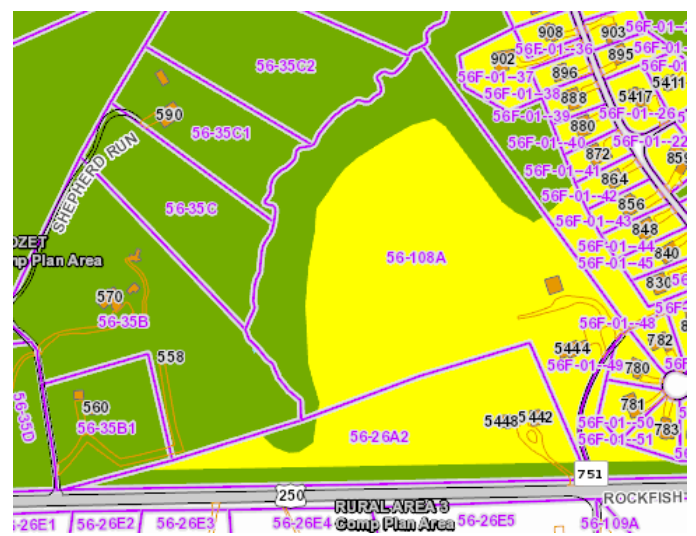 908
903
56F-01--36
902
895
56-35C2
56F-01--37
896
5411
56F-01--38
888
5417
56F-01--26
56F-01--39
590
880
56-35C1
56F-01--40
56F-01--22
872
859
SHEPHERD RUN
56F-01--41
864
56F-01--42
56-35C
856
56F-01--43
848
OZET
mp Plan Area
56F-01--44
840
56-108A
56F-01--45
830
570
56-35B
56F-01--48
782
5444
558
56F-01--49
780
56-35D
560
56-35B1
781
5448
5442
56F-01--50
783
56-26A2
56F-01--51
751
250
ROCKFISH
RURAL AREA 3
Comp Plan Area
-26E1
56-26E2
56-26E3
56-26E4
56-26E5
56-109A